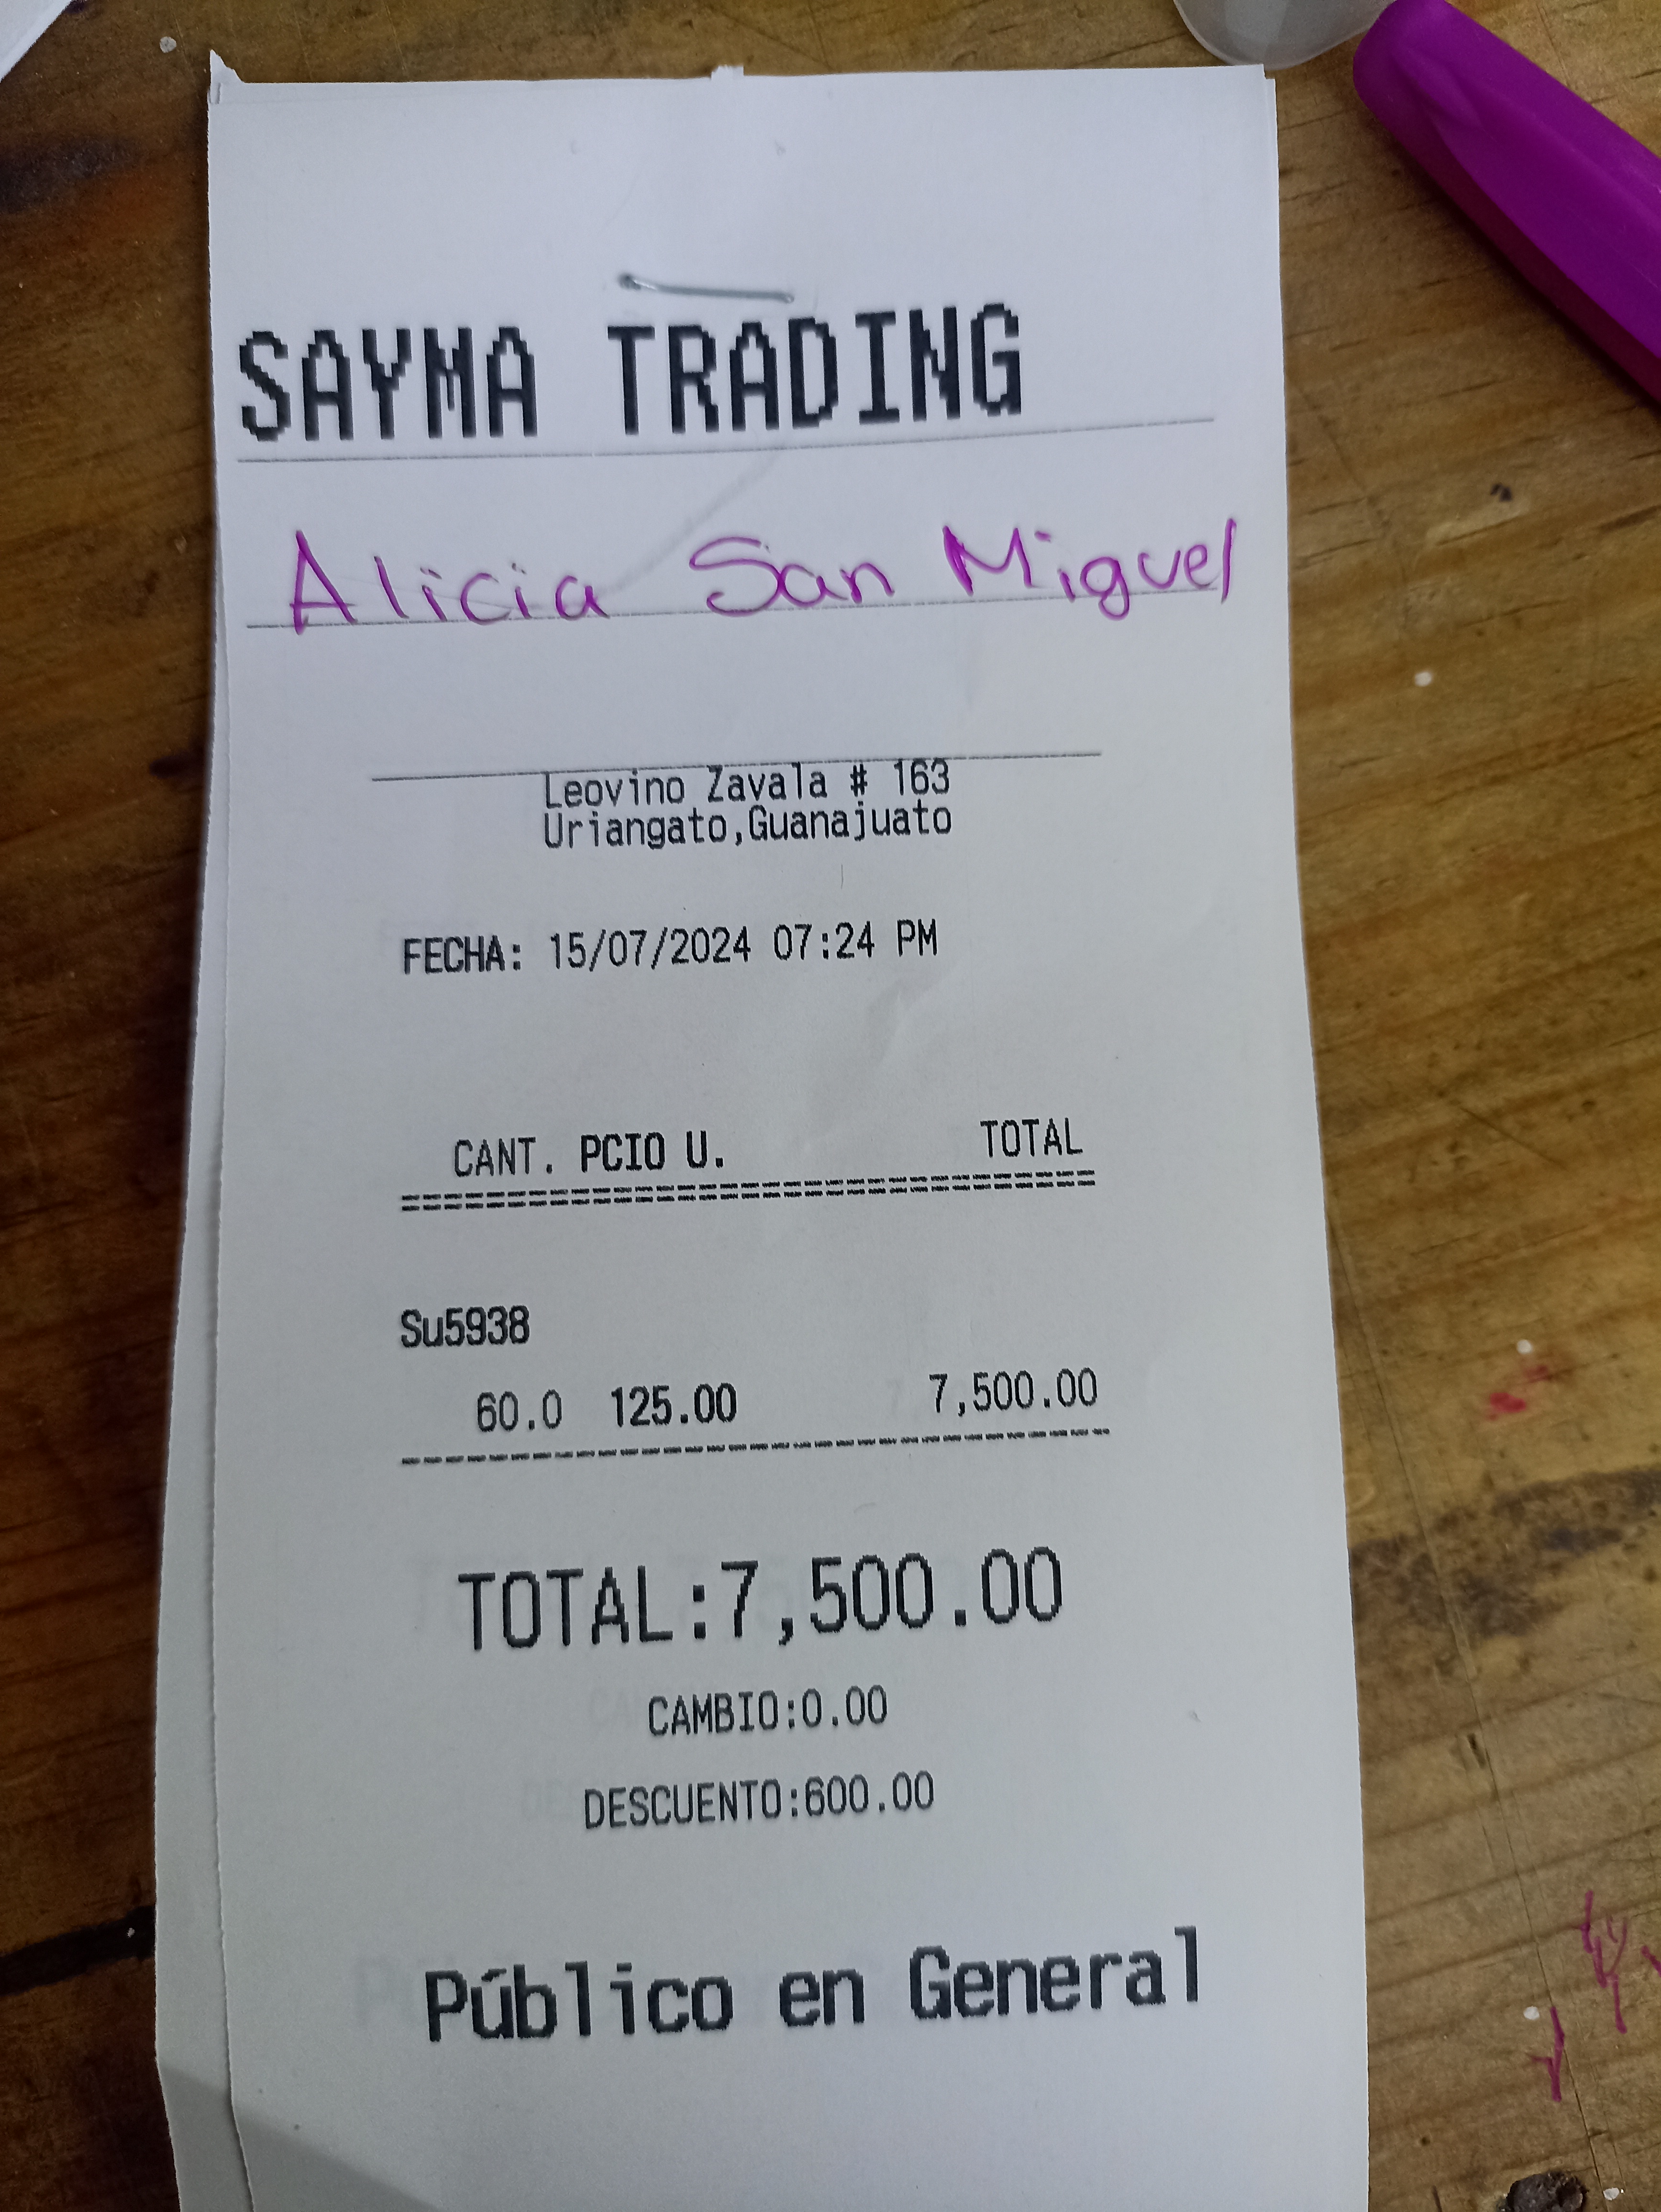 SAYMA TRADING
Alicia San Miguel
Leovino Zavala # 163
Uriangato,Guanajuato
FECHA: 15/07/2024 07:24 PM
CANT. PCIO U. TOTAL
Su5938
60.0 125.00 7,500.00
TOTAL:7,500.00
CAMBIO:0.00
DESCUENTO:600.00
Público en General